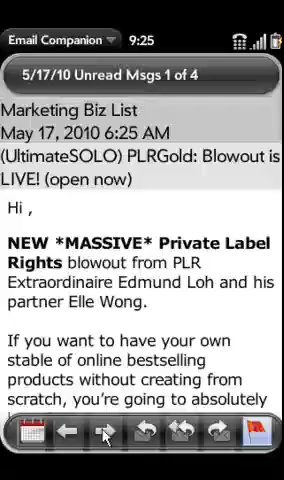 Email Companion 9:25
5/17/10 Unread Msgs 1 of 4
Marketing Biz List
May 17, 2010 6:25 AM
(UltimateSOLO) PLRGold: Blowout is
LIVE! (open now)
Hi ,
NEW *MASSIVE* Private Label
Rights blowout from PLR
Extraordinaire Edmund Loh and his
partner Elle Wong.
If you want to have your own
stable of online bestselling
products without creating from
scratch, you're going to absolutely